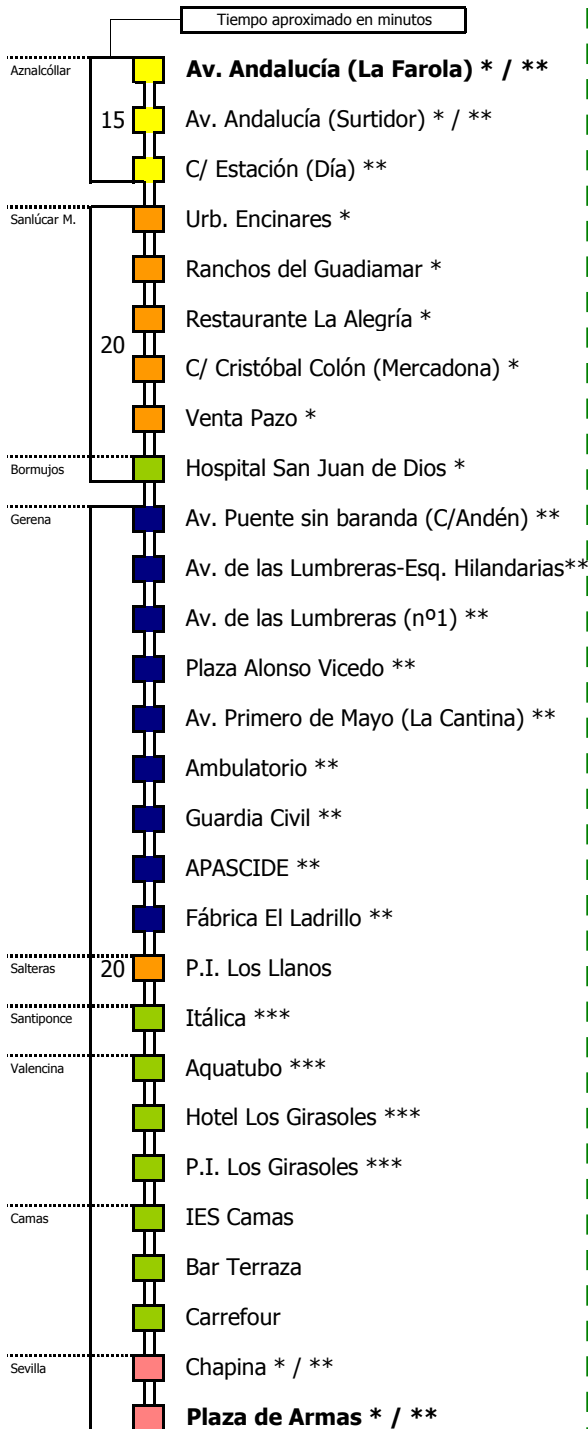 Tiempo aproximado en minutos
Aznalcóllar
Av. Andalucía (La Farola) * / **
15
Av. Andalucía (Surtidor) * / **
C/ Estación (Día) **
Sanlúcar M.
Urb. Encinares *
Ranchos del Guadiamar *
Restaurante La Alegría *
20
C/ Cristóbal Colón (Mercadona) *
Venta Pazo *
Bormujos
Hospital San Juan de Dios *
Gerena
Av. Puente sin baranda (C/Andén) **
Av. de las Lumbreras-Esq. Hilandarias**
Av. de las Lumbreras (nº1) **
Plaza Alonso Vicedo **
Av. Primero de Mayo (La Cantina) **
Ambulatorio **
Guardia Civil **
APASCIDE **
Fábrica El Ladrillo **
Salteras
20
P.I. Los Llanos
Santiponce
Itálica ***
Valencina
Aquatubo ***
Hotel Los Girasoles ***
P.I. Los Girasoles ***
Camas
IES Camas
Bar Terraza
Carrefour
Sevilla
Chapina * / **
Plaza de Armas * / **